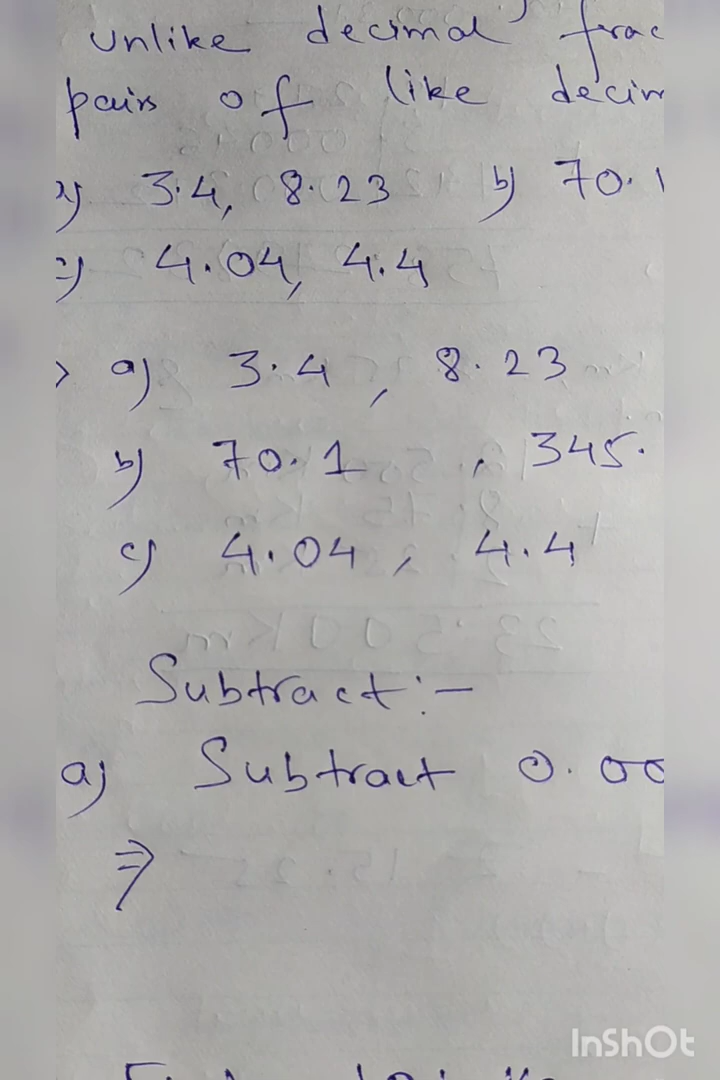 unlike decimal frac
pairs of like decim
a) 3.4, 8.23 b) 70.1
c) 4.04, 4.4
a) 3.4, 8.23
b) 70.1, 345.
c) 4.04, 4.4
Subtract :-
a) Subtract 0.00
⇒
InShOt